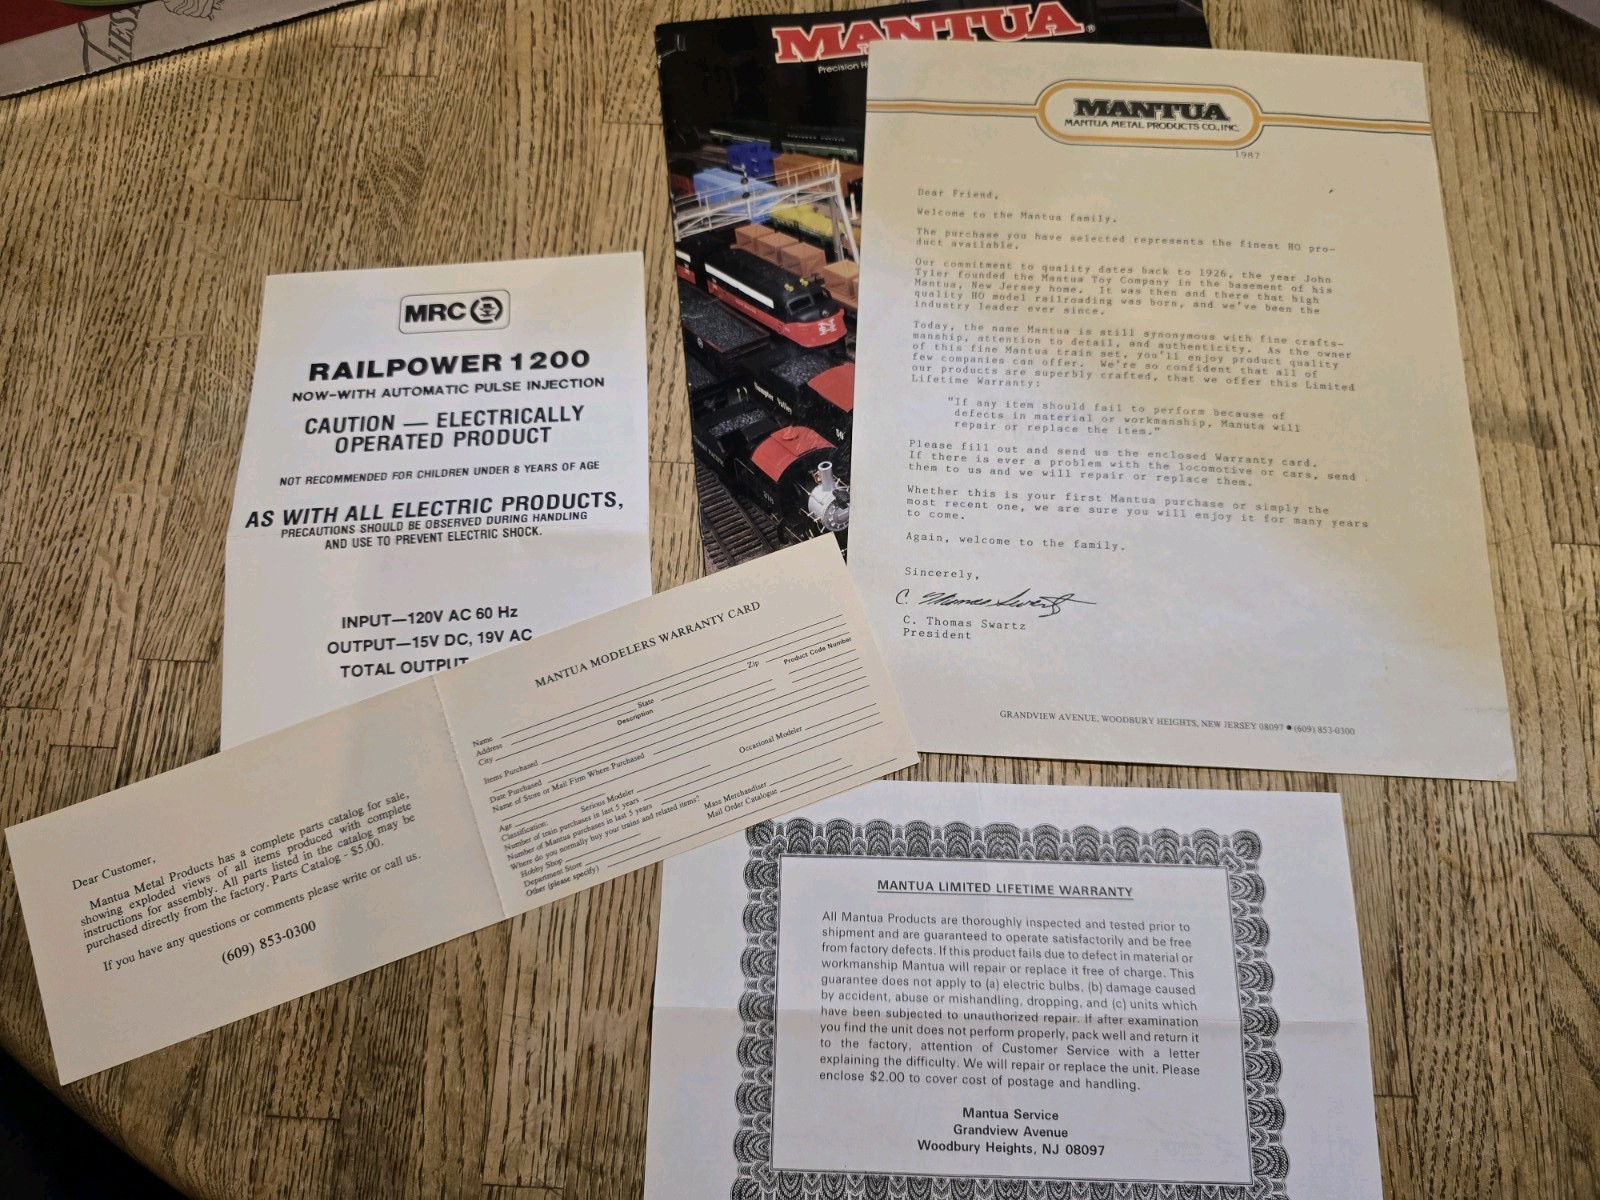 MANTUA®
Precision H
MANTUA
MANTUA METAL PRODUCTS CO., INC.
1987
Dear Friend,
Welcome to the Mantua family.
The purchase you have selected represents the finest HO pro-
duct available.
Our commitment to quality dates back to 1926, the year John
Tyler founded the Mantua Toy Company in the basement of his
Mantua, New Jersey home. It was then and there that high
quality HO model railroading was born, and we've been the
industry leader ever since.
Today, the name Mantua is still synonymous with fine crafts-
manship, attention to detail, and authenticity. As the owner
of this fine Mantua train set, you'll enjoy product quality
few companies can offer. We're so confident that all of
our products are superbly crafted, that we offer this Limited
Lifetime Warranty:
"If any item should fail to perform because of
defects in material or workmanship, Manuta will
repair or replace the item."
Please fill out and send us the enclosed Warranty card.
If there is ever a problem with the locomotive or cars, send
them to us and we will repair or replace them.
Whether this is your first Mantua purchase or simply the
most recent one, we are sure you will enjoy it for many years
to come.
Again, welcome to the family.
Sincerely,
C. Thomas Swartz
C. Thomas Swartz
President
GRANDVIEW AVENUE, WOODBURY HEIGHTS, NEW JERSEY 08097 • (609) 853-0300
MRC
RAILPOWER 1200
NOW-WITH AUTOMATIC PULSE INJECTION
CAUTION — ELECTRICALLY
OPERATED PRODUCT
NOT RECOMMENDED FOR CHILDREN UNDER 8 YEARS OF AGE
AS WITH ALL ELECTRIC PRODUCTS,
PRECAUTIONS SHOULD BE OBSERVED DURING HANDLING
AND USE TO PREVENT ELECTRIC SHOCK.
INPUT—120V AC 60 Hz
OUTPUT—15V DC, 19V AC
TOTAL OUTPUT
Dear Customer,
Mantua Metal Products has a complete parts catalog for sale,
showing exploded views of all items produced with complete
instructions for assembly. All parts listed in the catalog may be
purchased directly from the factory. Parts Catalog - $5.00.
If you have any questions or comments please write or call us.
(609) 853-0300
MANTUA MODELERS WARRANTY CARD
Name
Address
City State Zip
Items Purchased Description Product Code Number
Date Purchased
Name of Store or Mail Firm Where Purchased
Age
Classification: Serious Modeler Occasional Modeler
Number of train purchases in last 5 years
Number of Mantua purchases in last 5 years
Where do you normally buy your trains and related items?
Hobby Shop Mass Merchandiser
Department Store Mail Order Catalogue
Other (please specify)
MANTUA LIMITED LIFETIME WARRANTY
All Mantua Products are thoroughly inspected and tested prior to
shipment and are guaranteed to operate satisfactorily and be free
from factory defects. If this product fails due to defect in material or
workmanship Mantua will repair or replace it free of charge. This
guarantee does not apply to (a) electric bulbs, (b) damage caused
by accident, abuse or mishandling, dropping, and (c) units which
have been subjected to unauthorized repair. If after examination
you find the unit does not perform properly, pack well and return it
to the factory, attention of Customer Service with a letter
explaining the difficulty. We will repair or replace the unit. Please
enclose $2.00 to cover cost of postage and handling.
Mantua Service
Grandview Avenue
Woodbury Heights, NJ 08097